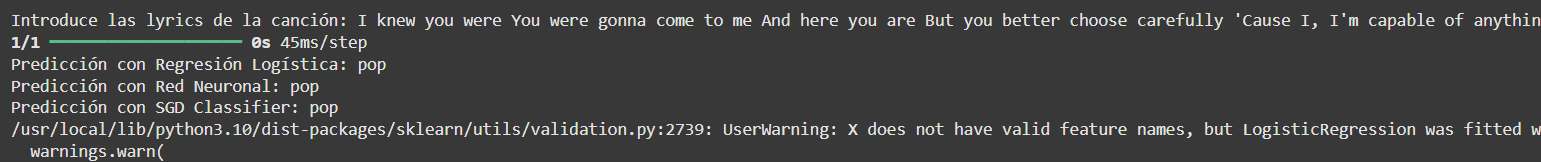 Introduce las lyrics de la canción: I knew you were You were gonna come to me And here you are But you better choose carefully 'Cause I, I'm capable of anythin
1/1 ━━━━━━━━━━━━━━━━━━━━ 0s 45ms/step
Predicción con Regresión Logística: pop
Predicción con Red Neuronal: pop
Predicción con SGD Classifier: pop
/usr/local/lib/python3.10/dist-packages/sklearn/utils/validation.py:2739: UserWarning: X does not have valid feature names, but LogisticRegression was fitted w
  warnings.warn(